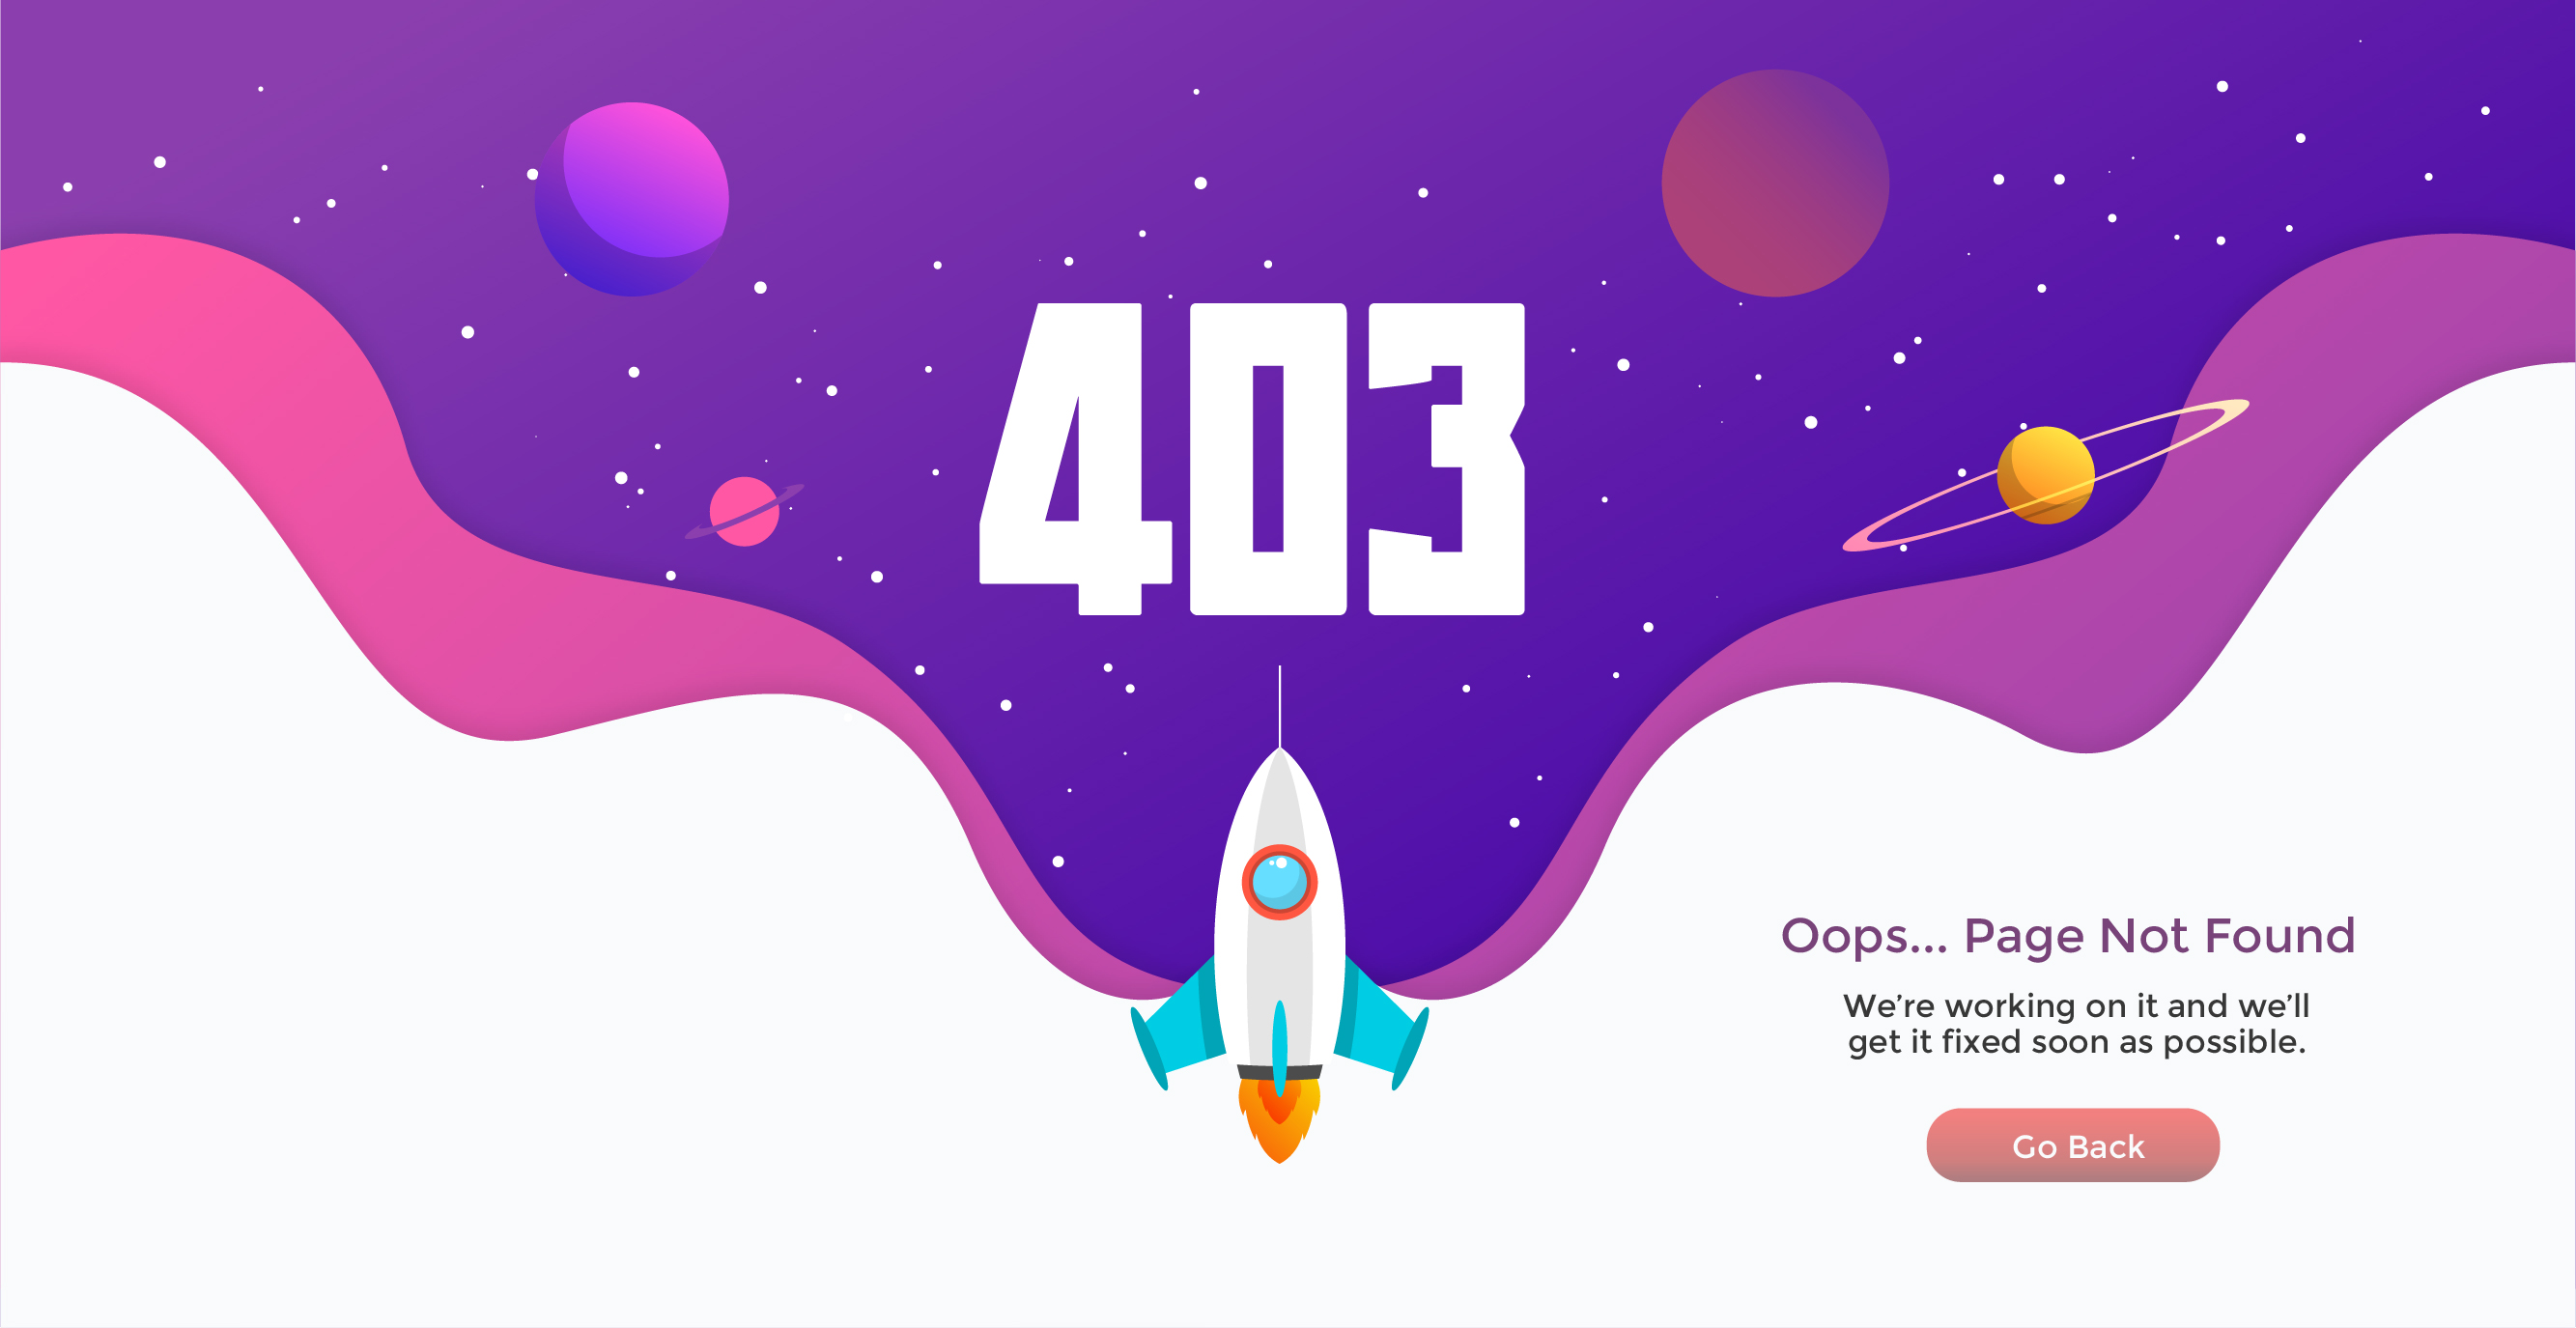 403
Oops... Page Not Found
We’re working on it and we’ll
get it fixed soon as possible.
Go Back